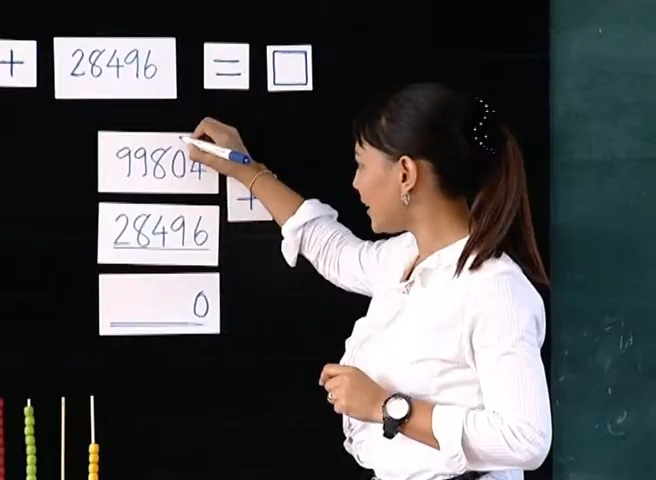 + 28496 = □
99804
+
28496
0